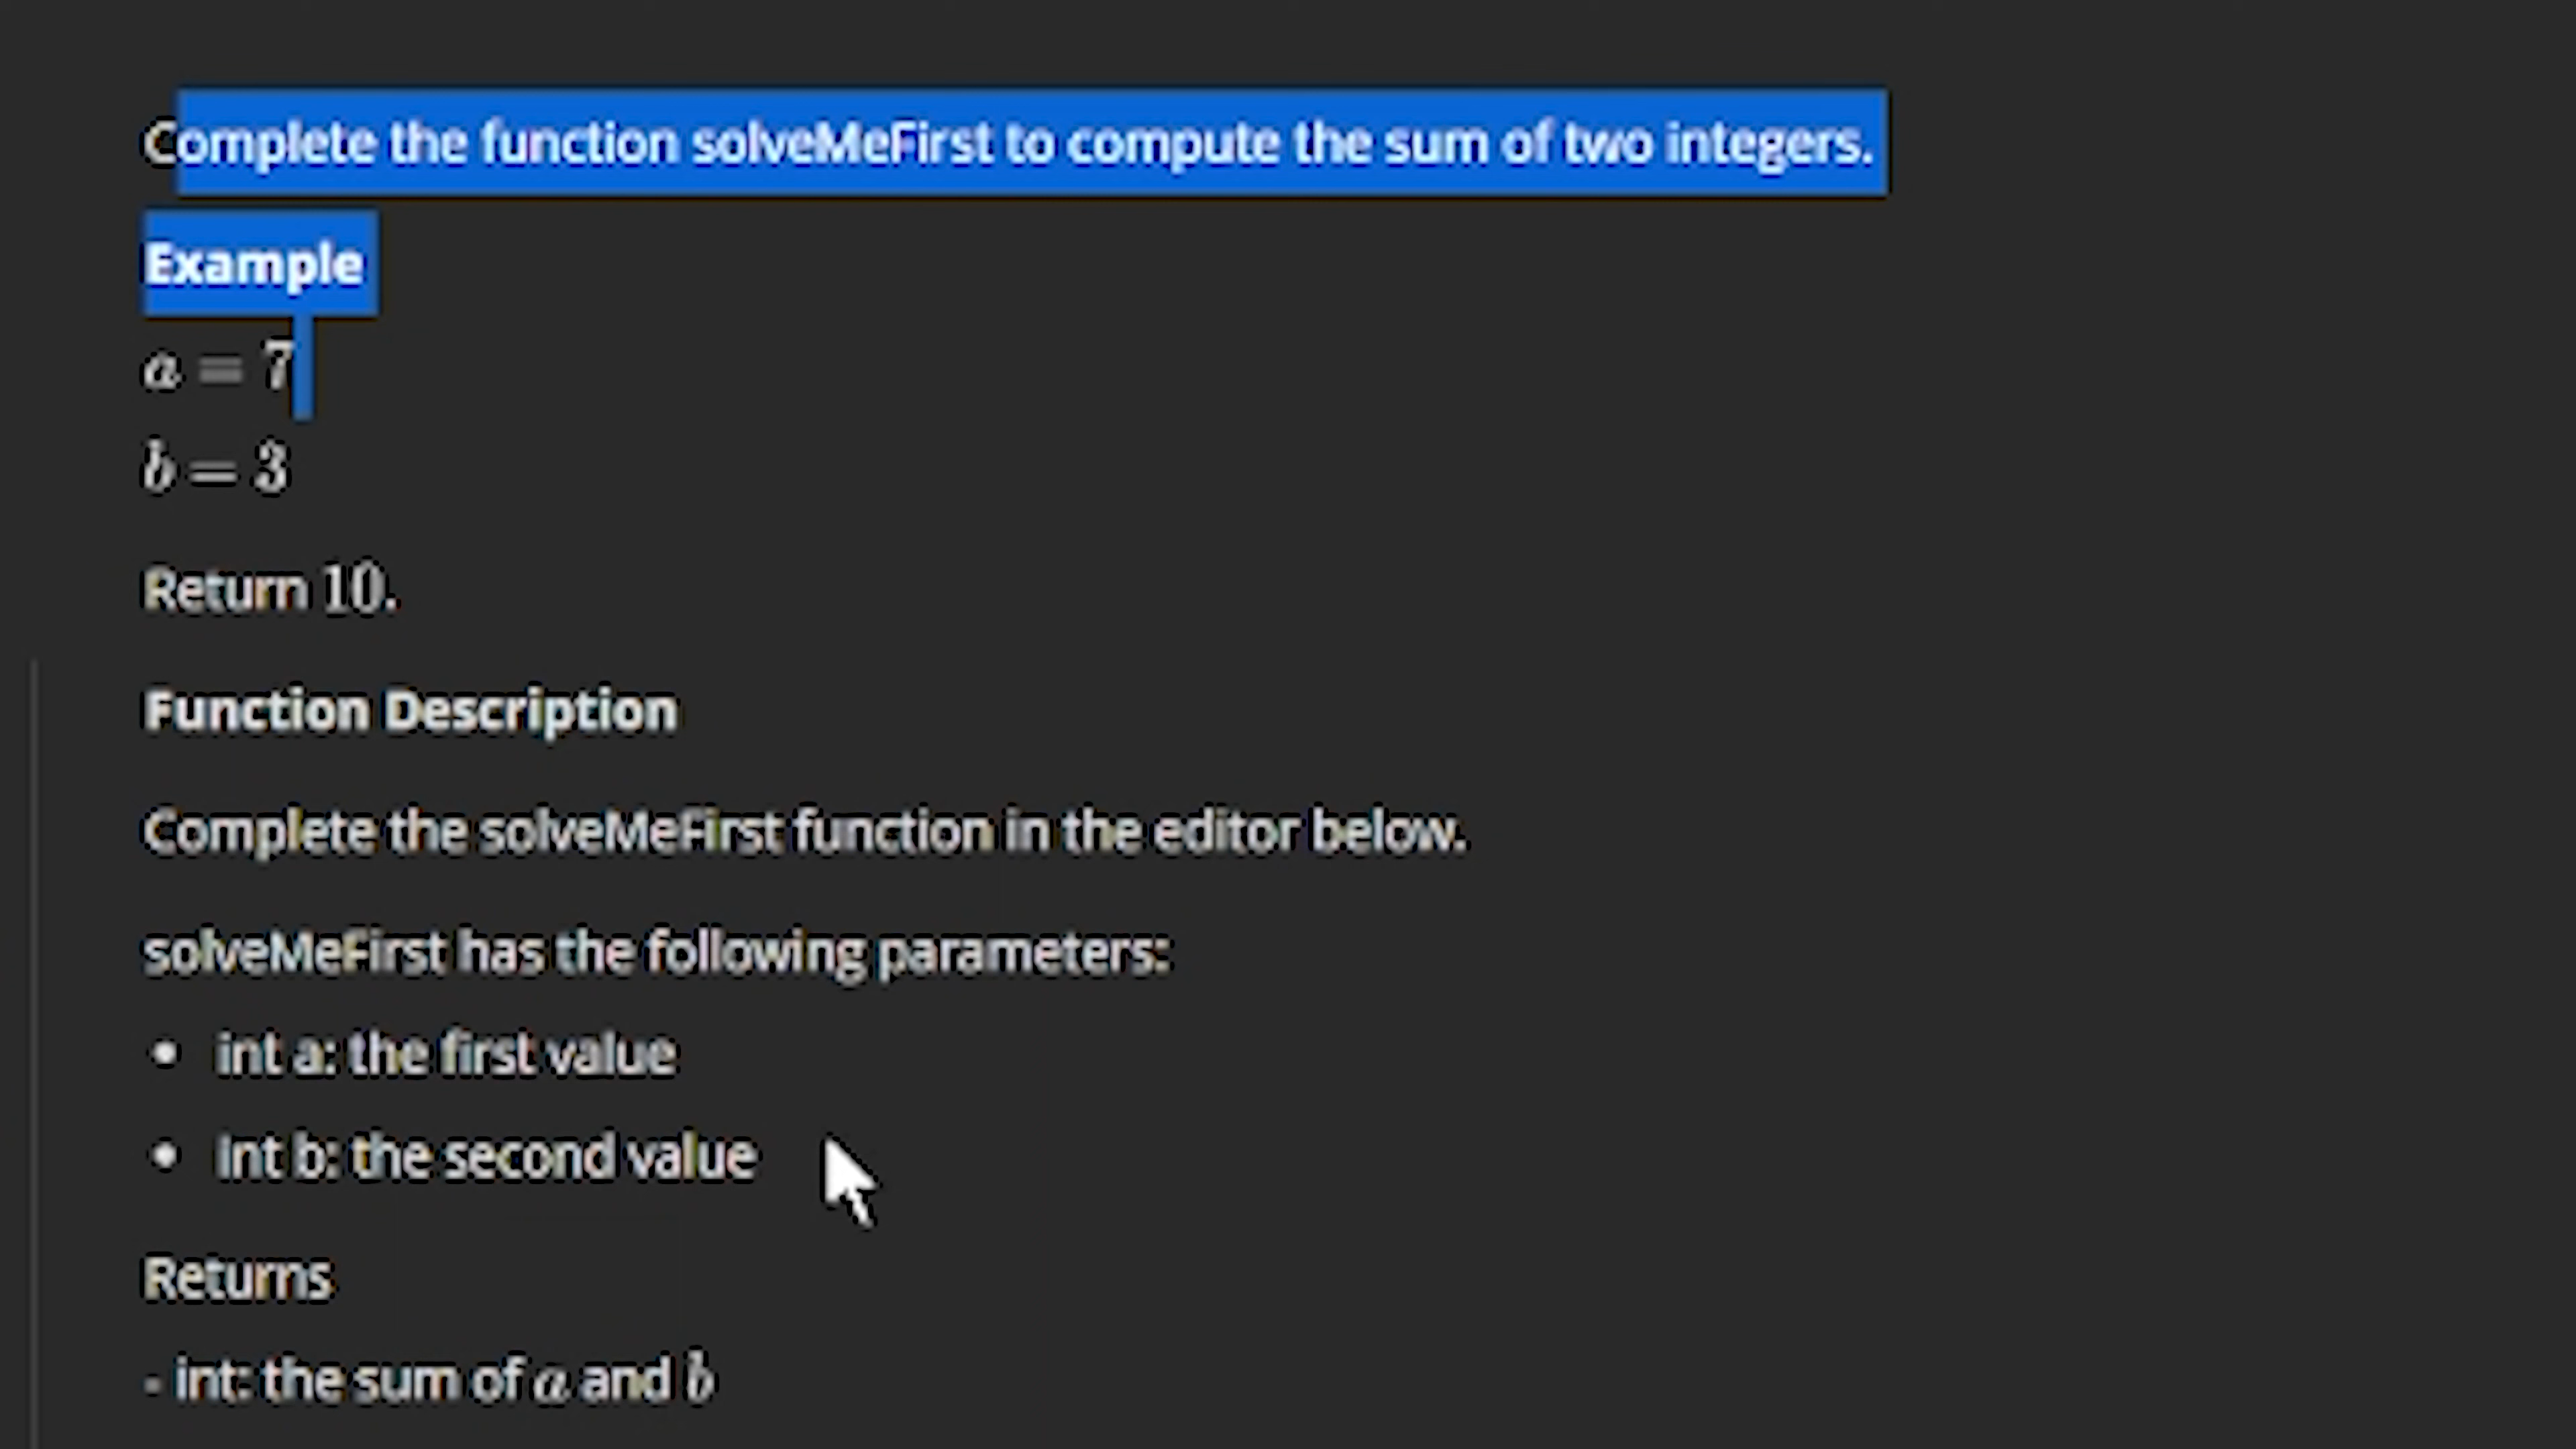 Complete the function solveMeFirst to compute the sum of two integers.
Example
a = 7
b = 3
Return 10.
Function Description
Complete the solveMeFirst function in the editor below.
solveMeFirst has the following parameters:
• int a: the first value
• int b: the second value
Returns
- int: the sum of a and b